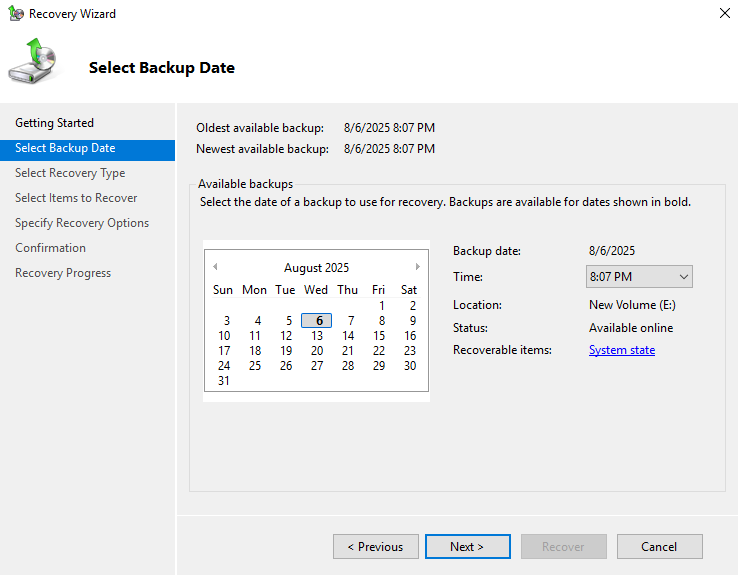 Recovery Wizard
Select Backup Date
Getting Started
Select Backup Date
Select Recovery Type
Select Items to Recover
Specify Recovery Options
Confirmation
Recovery Progress
Oldest available backup: 8/6/2025 8:07 PM
Newest available backup: 8/6/2025 8:07 PM
Available backups
Select the date of a backup to use for recovery. Backups are available for dates shown in bold.
August 2025
Sun Mon Tue Wed Thu Fri Sat
1 2
3 4 5 6 7 8 9
10 11 12 13 14 15 16
17 18 19 20 21 22 23
24 25 26 27 28 29 30
31
Backup date: 8/6/2025
Time: 8:07 PM
Location: New Volume (E:)
Status: Available online
Recoverable items: System state
< Previous
Next >
Recover
Cancel